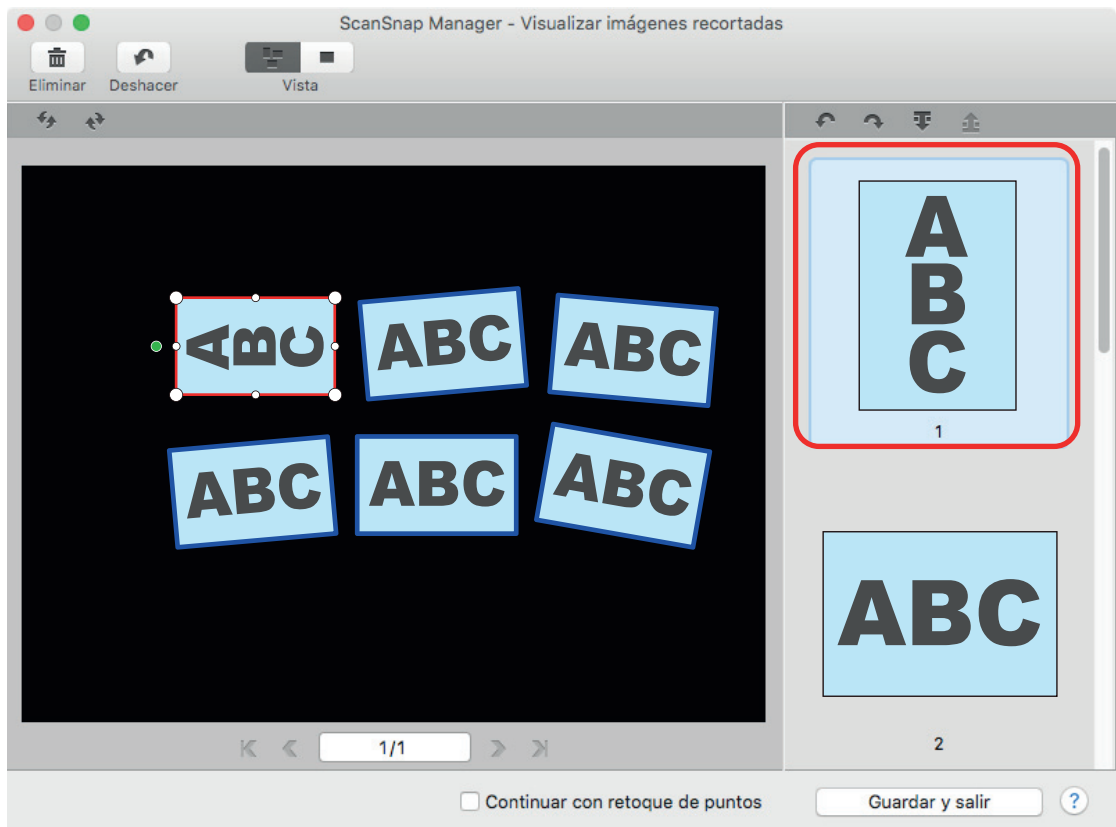 ScanSnap Manager - Visualizar imágenes recortadas
Eliminar Deshacer Vista
ABC ABC ABC
ABC ABC ABC
1/1
A
B
C
1
ABC
2
Continuar con retoque de puntos Guardar y salir ?